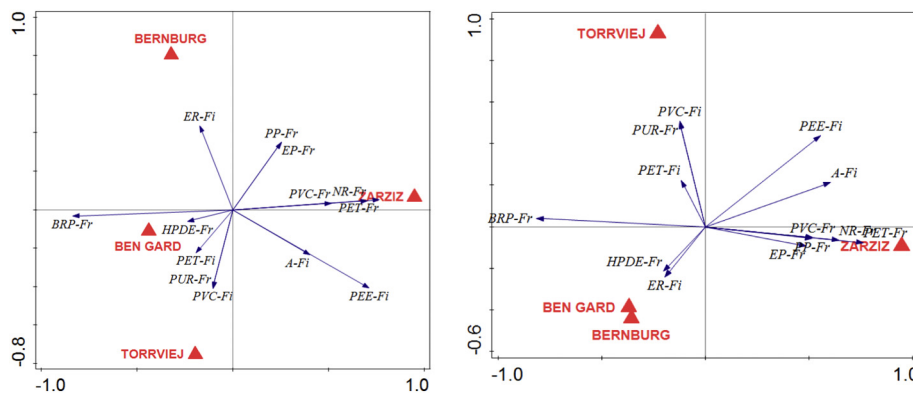 1.0
BERNBURG
ER-Fi
PP-Fr
EP-Fr
PVC-Fr
NR-Fr
ZARZIZ
PET-Fr
BRP-Fr
HPDE-Fr
BEN GARD
PET-Fi
A-Fi
PUR-Fr
PVC-Fi
PEE-Fi
TORRVIEJ
-0.8
-1.0
1.0
1.0
TORRVIEJ
PVC-Fi
PUR-Fr
PEE-Fi
PET-Fi
A-Fi
BRP-Fr
PVC-Fr
NR-Fr
PET-Fr
EP-Fr
PP-Fr
ZARZIZ
HPDE-Fr
ER-Fi
BEN GARD
BERNBURG
-0.6
-1.0
1.0